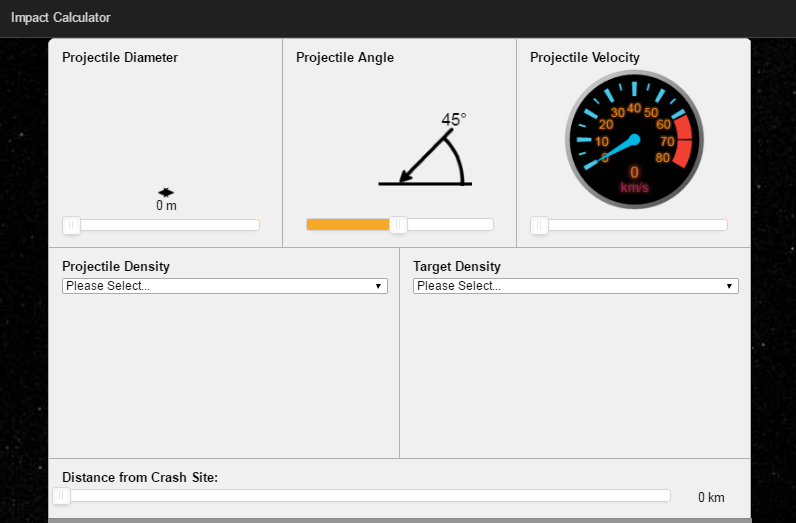 Impact Calculator
Projectile Diameter
0 m
Projectile Angle
45°
Projectile Velocity
0 10 20 30 40 50 60 70 80
0
km/s
Projectile Density
Please Select...
Target Density
Please Select...
Distance from Crash Site:
0 km